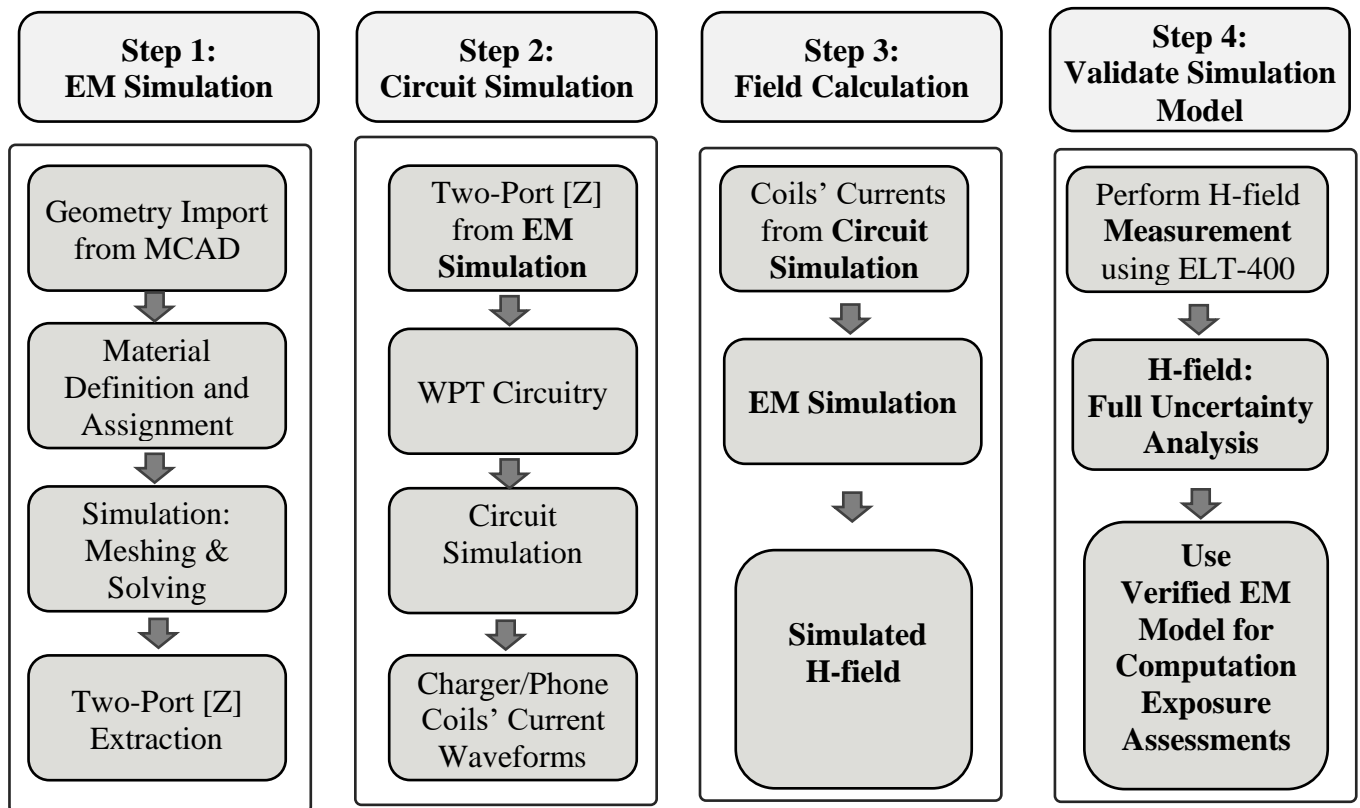 Step 1:
EM Simulation
Geometry Import
from MCAD
Material
Definition and
Assignment
Simulation:
Meshing &
Solving
Two-Port [Z]
Extraction
Step 2:
Circuit Simulation
Two-Port [Z]
from EM
Simulation
WPT Circuitry
Circuit
Simulation
Charger/Phone
Coils’ Current
Waveforms
Step 3:
Field Calculation
Coils’ Currents
from Circuit
Simulation
EM Simulation
Simulated
H-field
Step 4:
Validate Simulation
Model
Perform H-field
Measurement
using ELT-400
H-field:
Full Uncertainty
Analysis
Use
Verified EM
Model for
Computation
Exposure
Assessments